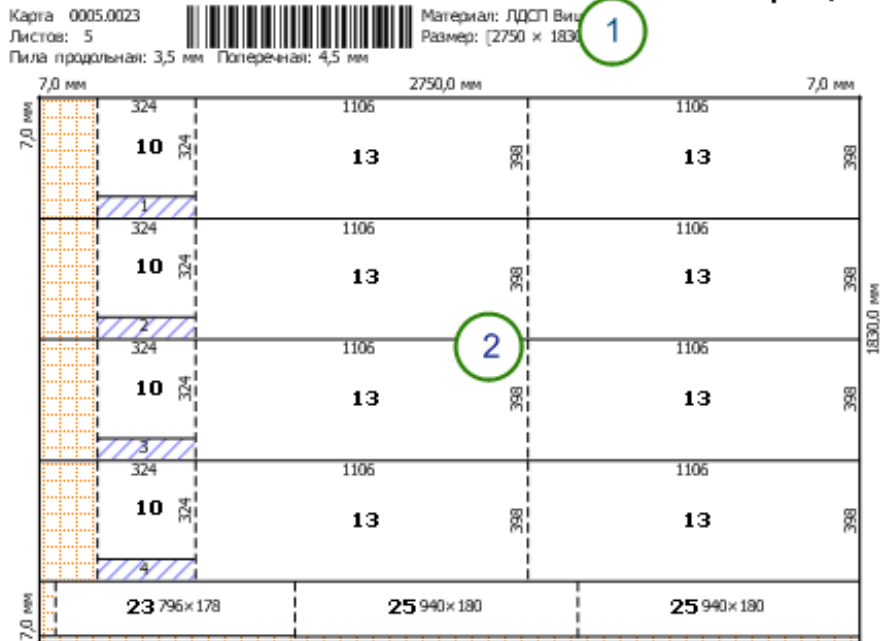 Карта 0005.0023
Листов: 5
Материал: ЛДСП
Размер: [2750 × 1830
1
Пила продольная: 3,5 мм Поперечная: 4,5 мм
7,0 мм 2750,0 мм 7,0 мм
7,0 мм
324 1106 1106
10 324 13 398 13 398
1
324 1106 1106
10 324 13 398 13 398
2
1830,0 мм
324 1106 2 1106
10 324 13 398 13 398
3
324 1106 1106
10 324 13 398 13 398
4
7,0 мм
23 796×178 25 940×180 25 940×180